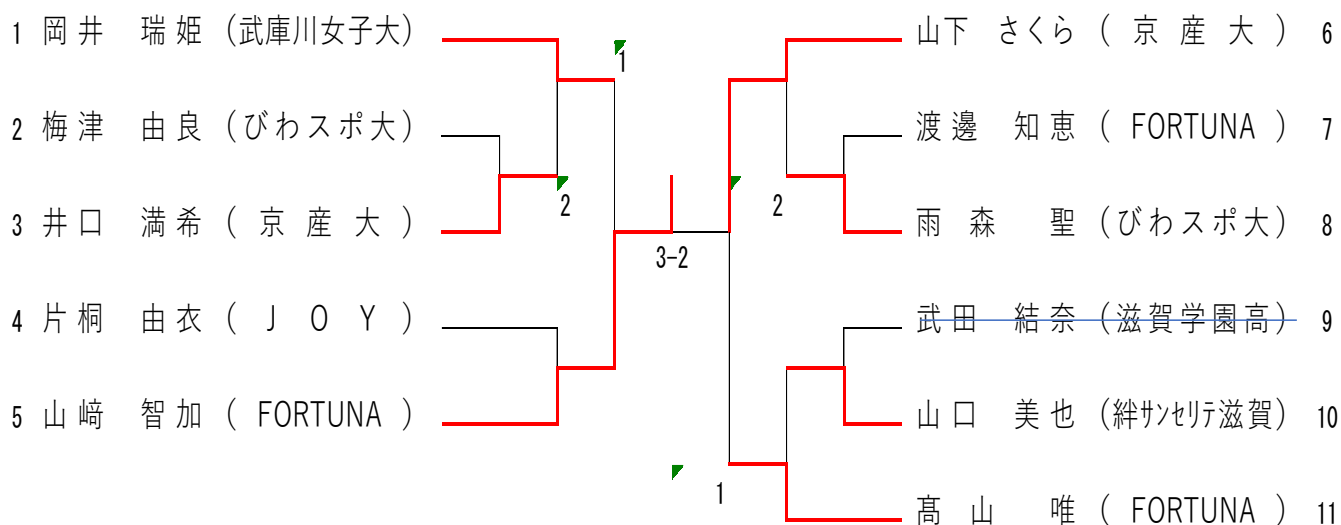 1 岡井 瑞姫 (武庫川女子大)
2 梅津 由良 (びわスポ大)
3 井口 満希 ( 京 産 大 )
4 片桐 由衣 ( J O Y )
5 山﨑 智加 ( FORTUNA )
1
2
3-2
2
1
山下 さくら ( 京 産 大 ) 6
渡邊 知恵 ( FORTUNA ) 7
雨森 聖 (びわスポ大) 8
武田 結奈 (滋賀学園高) 9
山口 美也 (絆サンセリテ滋賀) 10
髙山 唯 ( FORTUNA ) 11